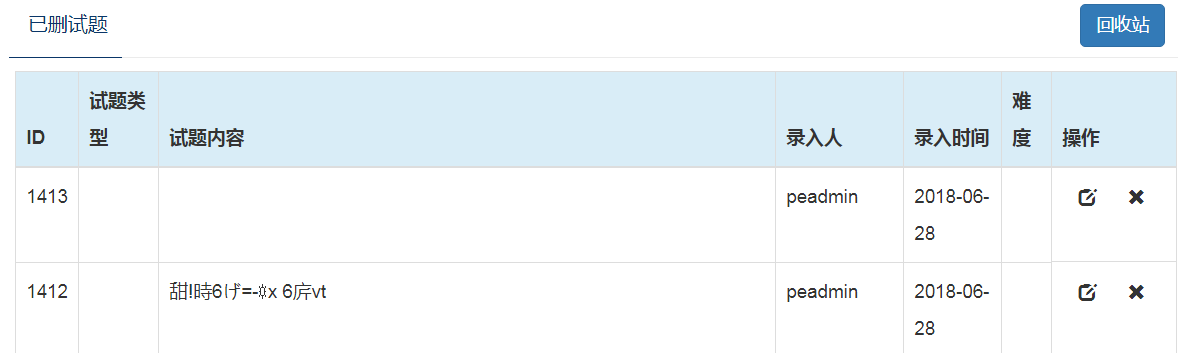 已删试题
回收站
ID 试题类型 试题内容 录入人 录入时间 难度 操作
1413 peadmin 2018-06-28
1412 peadmin 2018-06-28